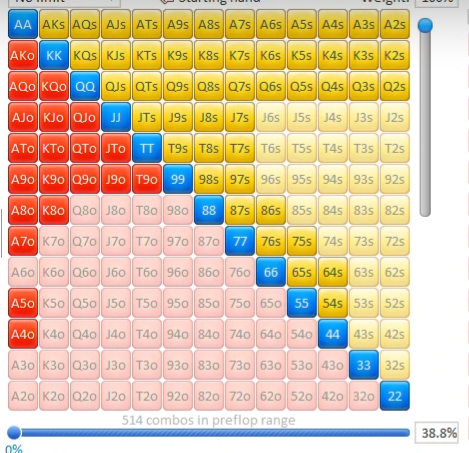 No limit Starting hand Weight: 100%
AA AKs AQs AJs ATs A9s A8s A7s A6s A5s A4s A3s A2s
AKo KK KQs KJs KTs K9s K8s K7s K6s K5s K4s K3s K2s
AQo KQo QQ QJs QTs Q9s Q8s Q7s Q6s Q5s Q4s Q3s Q2s
AJo KJo QJo JJ JTs J9s J8s J7s J6s J5s J4s J3s J2s
ATo KTo QTo JTo TT T9s T8s T7s T6s T5s T4s T3s T2s
A9o K9o Q9o J9o T9o 99 98s 97s 96s 95s 94s 93s 92s
A8o K8o Q8o J8o T8o 98o 88 87s 86s 85s 84s 83s 82s
A7o K7o Q7o J7o T7o 97o 87o 77 76s 75s 74s 73s 72s
A6o K6o Q6o J6o T6o 96o 86o 76o 66 65s 64s 63s 62s
A5o K5o Q5o J5o T5o 95o 85o 75o 65o 55 54s 53s 52s
A4o K4o Q4o J4o T4o 94o 84o 74o 64o 54o 44 43s 42s
A3o K3o Q3o J3o T3o 93o 83o 73o 63o 53o 43o 33 32s
A2o K2o Q2o J2o T2o 92o 82o 72o 62o 52o 42o 32o 22
514 combos in preflop range
38.8%
0%